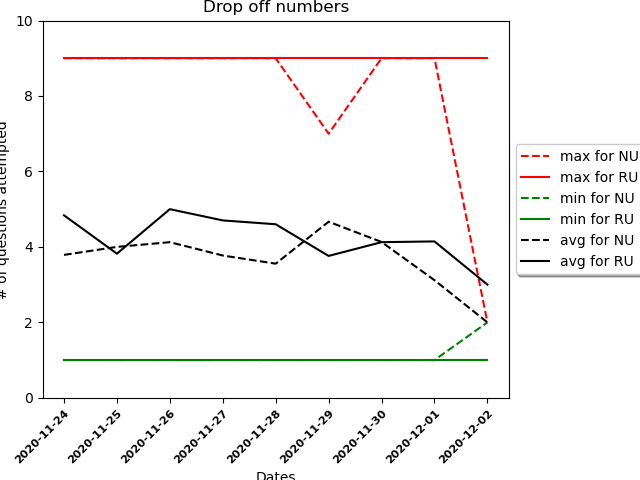 Drop off numbers
# of questions attempted
10
8
6
4
2
0
2020-11-24
2020-11-25
2020-11-26
2020-11-27
2020-11-28
2020-11-29
2020-11-30
2020-12-01
2020-12-02
Dates
max for NU
max for RU
min for NU
min for RU
avg for NU
avg for RU